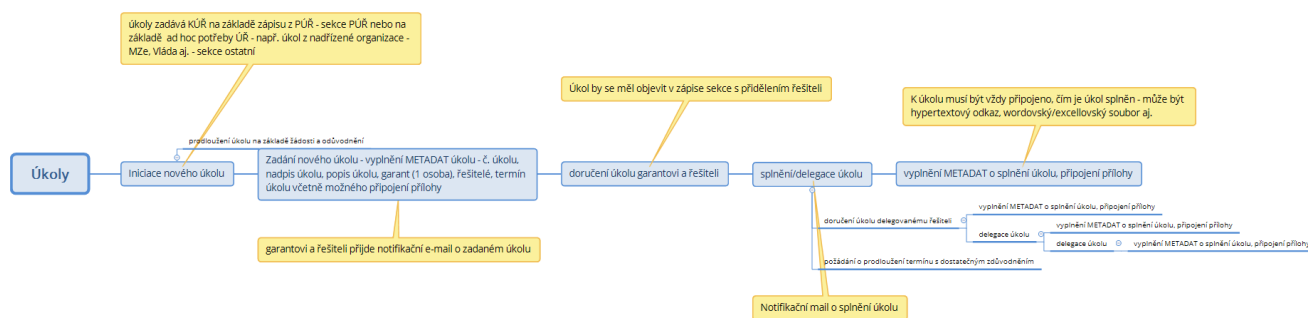 úkoly zadává KÚŘ na základě zápisu z PÚŘ - sekce PÚŘ nebo na
základě ad hoc potřeby ÚŘ - např. úkol z nadřízené organizace -
MZe, Vláda aj. - sekce ostatní
Úkol by se měl objevit v zápise sekce s přidělením řešiteli
K úkolu musí být vždy připojeno, čím je úkol splněn - může být
hypertextový odkaz, wordovský/excellovský soubor aj,
prodloužení úkolu na základě žádosti a odůvodnění
Úkoly
Iniciace nového úkolu
Zadání nového úkolu - vyplnění METADAT úkolu - č. úkolu,
nadpis úkolu, popis úkolu, garant (1 osoba), řešitelé, termín
úkolu včetně možného připojení přílohy
doručení úkolu garantovi a řešiteli
splnění/delegace úkolu
vyplnění METADAT o splnění úkolu, připojení přílohy
vyplnění METADAT o splnění úkolu, připojení přílohy
doručení úkolu delegovanému řešiteli
vyplnění METADAT o splnění úkolu, připojení přílohy
delegace úkolu
delegace úkolu
vyplnění METADAT o splnění úkolu, připojení přílohy
garantovi a řešiteli přijde notifikační e-mail o zadaném úkolu
požádání o prodloužení termínu s dostatečným zdůvodněním
Notifikační mail o splnění úkolu